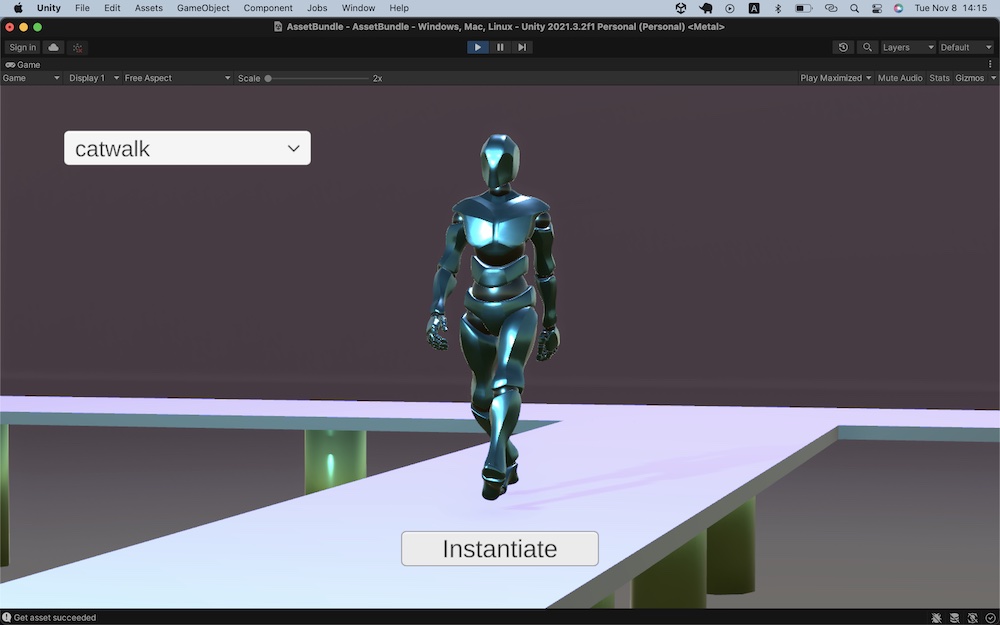 Unity File Edit Assets GameObject Component Jobs Window Help A Tue Nov 8 14:15
AssetBundle - AssetBundle - Windows, Mac, Linux - Unity 2021.3.2f1 Personal (Personal) <Metal>
Sign in Layers Default
Game
Game Display 1 Free Aspect Scale 2x Play Maximized Mute Audio Stats Gizmos
catwalk
Instantiate
Get asset succeeded